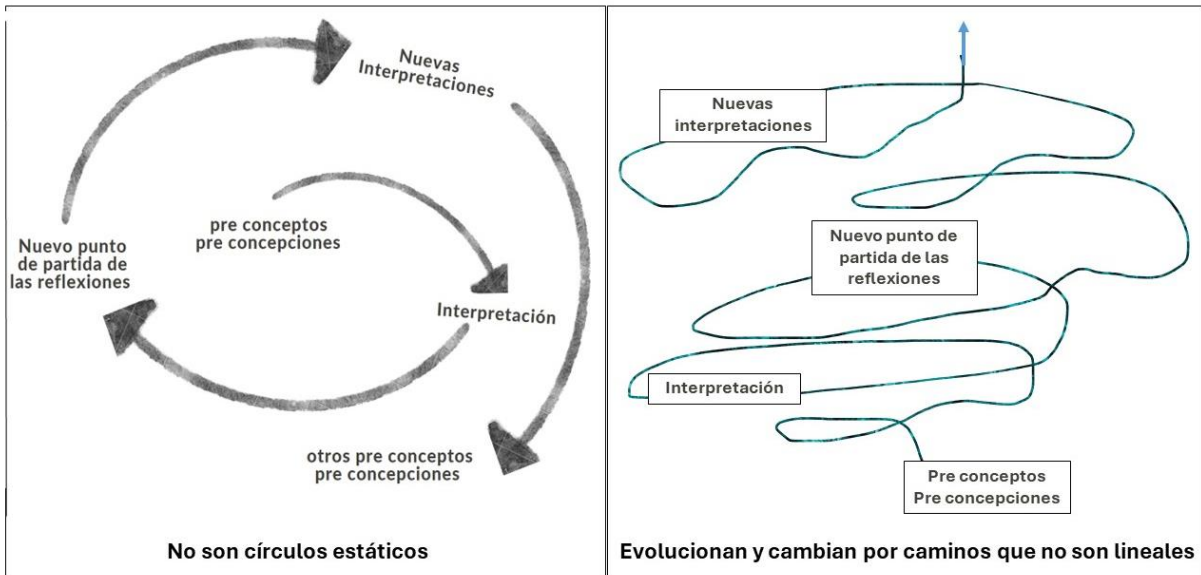 Nuevas
Interpretaciones
pre conceptos
pre concepciones
Nuevo punto
de partida de
las reflexiones
Interpretación
otros pre conceptos
pre concepciones
No son círculos estáticos
Nuevas
interpretaciones
Nuevo punto de
partida de las
reflexiones
Interpretación
Pre conceptos
Pre concepciones
Evolucionan y cambian por caminos que no son lineales